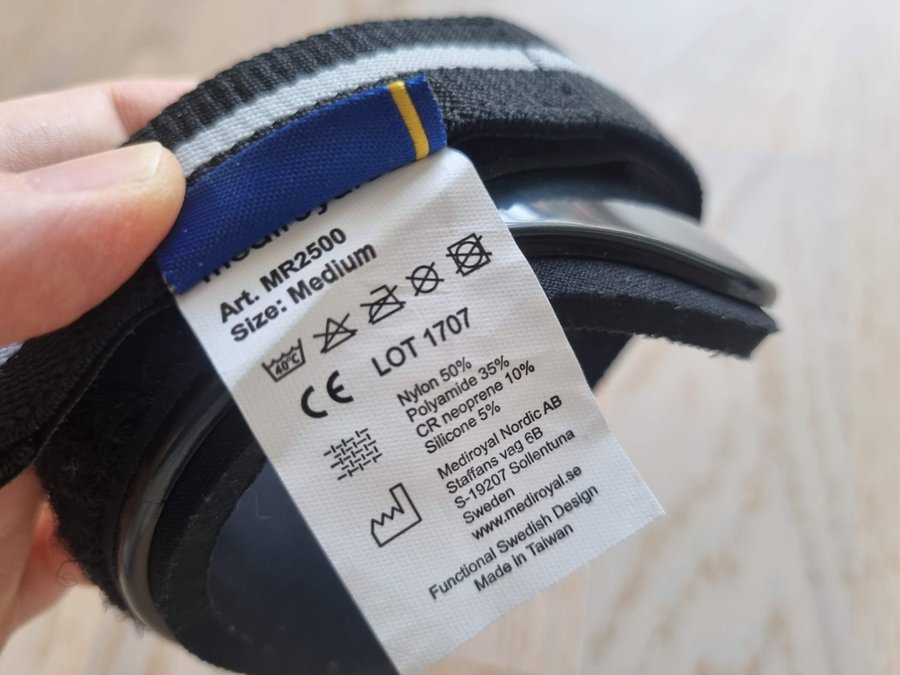 mediroyal
Art. MR2500
Size: Medium
40°C
CE LOT 1707
Nylon 50%
Polyamide 35%
CR neoprene 10%
Silicone 5%
Mediroyal Nordic AB
Staffans vag 6B
S-19207 Sollentuna
Sweden
www.mediroyal.se
Functional Swedish Design
Made in Taiwan